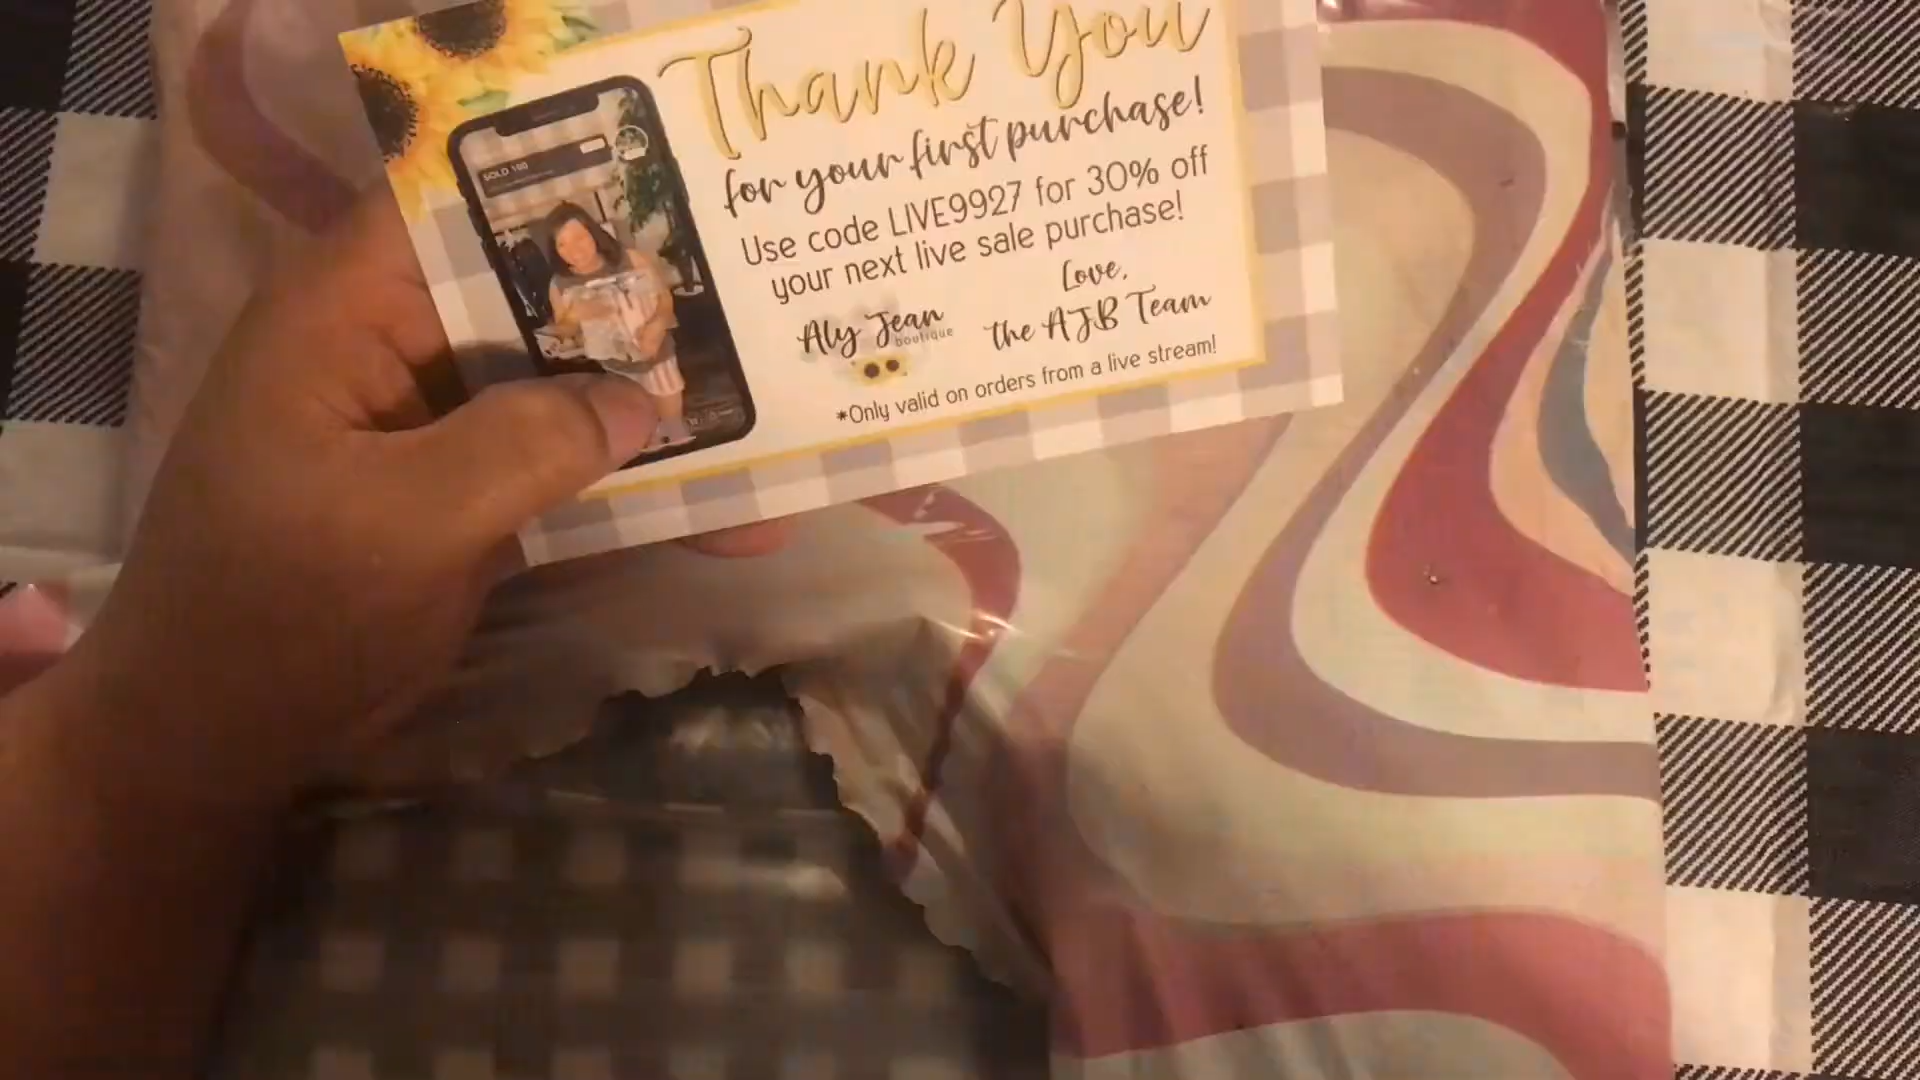 Thank You
for your first purchase!
Use code LIVE9927 for 30% off
your next live sale purchase!
Love,
the AJB Team
Aly Jean
boutique
*Only valid on orders from a live stream!
SOLD 100